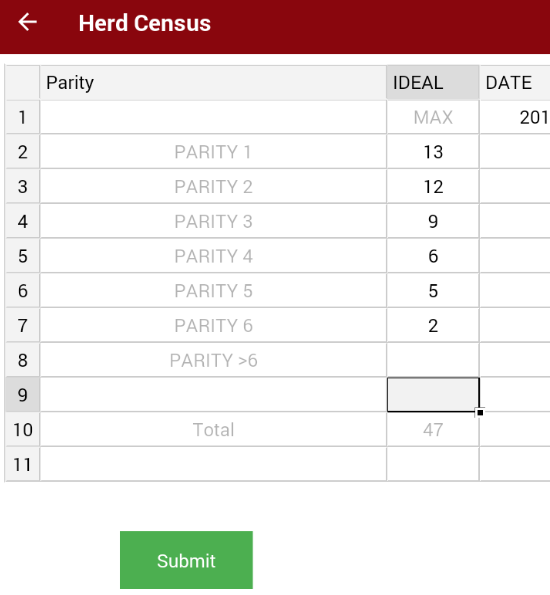 Herd Census
Parity IDEAL DATE
1 MAX 201
2 PARITY 1 13
3 PARITY 2 12
4 PARITY 3 9
5 PARITY 4 6
6 PARITY 5 5
7 PARITY 6 2
8 PARITY >6
9
10 Total 47
11
Submit